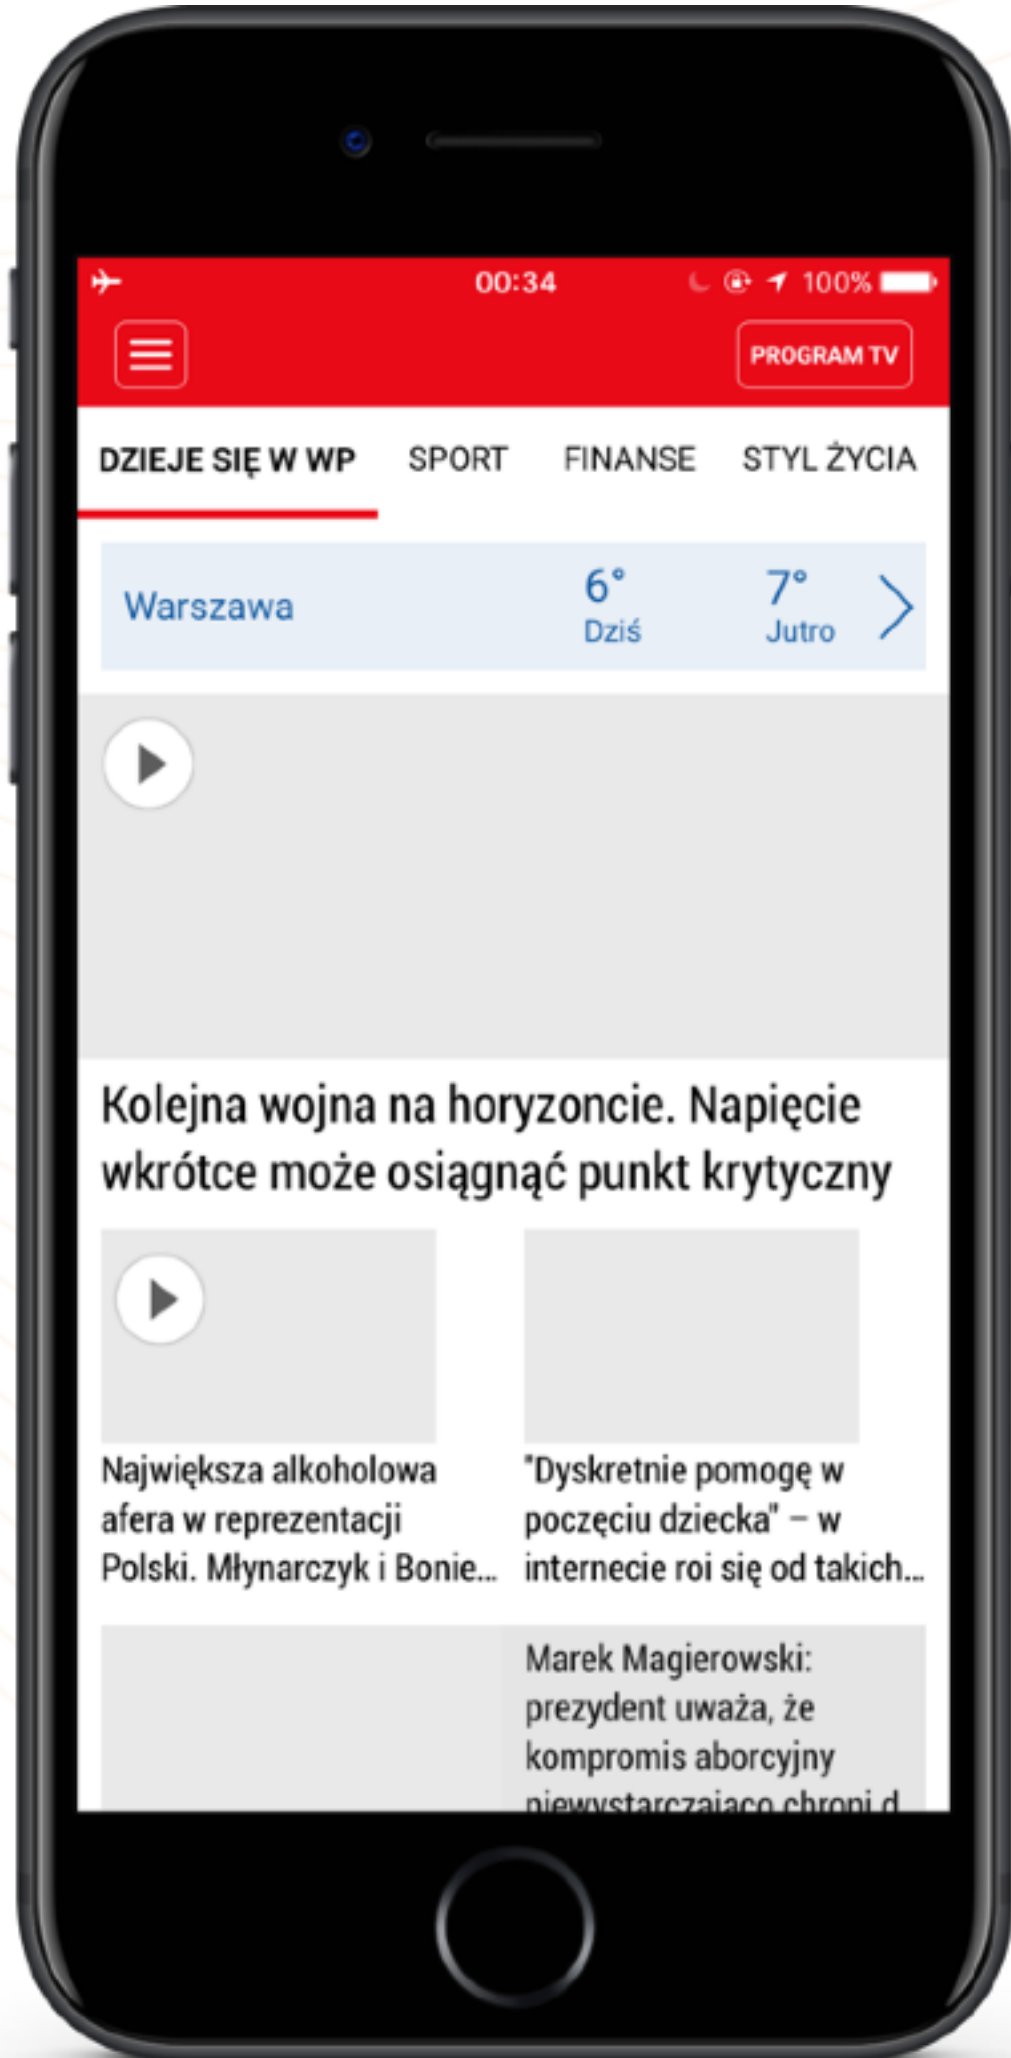 00:34 100%
PROGRAM TV
DZIEJE SIĘ W WP SPORT FINANSE STYL ŻYCIA
Warszawa 6° 7°
Dziś Jutro
Kolejna wojna na horyzoncie. Napięcie
wkrótce może osiągnąć punkt krytyczny
Największa alkoholowa
afera w reprezentacji
Polski. Młynarczyk i Bonie...
"Dyskretnie pomogę w
poczęciu dziecka" – w
internecie roi się od takich...
Marek Magierowski:
prezydent uważa, że
kompromis aborcyjny
niewystarczająco chroni d